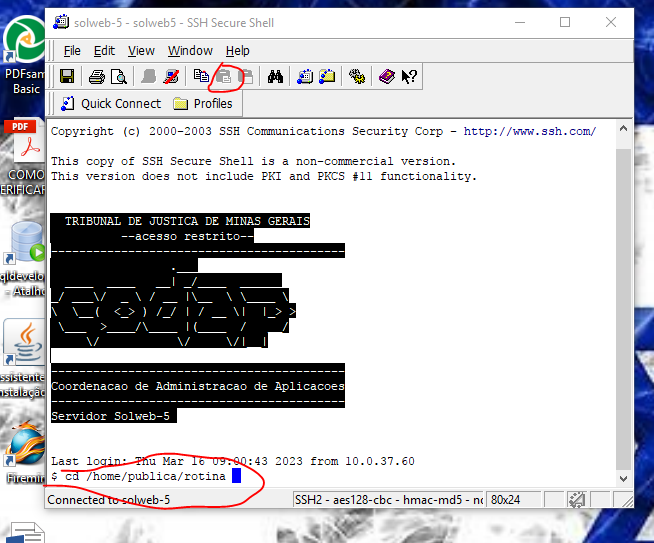 solweb-5 - solweb5 - SSH Secure Shell
File Edit View Window Help
Quick Connect Profiles
PDFsam
Basic
PDF
COMO
ERIFICAR
qldevelop
- Atalho
ssistente
nstalação
Firemin
Copyright (c) 2000-2003 SSH Communications Security Corp - http://www.ssh.com/
This copy of SSH Secure Shell is a non-commercial version.
This version does not include PKI and PKCS #11 functionality.
TRIBUNAL DE JUSTICA DE MINAS GERAIS
--acesso restrito--
codap
Coordenacao de Administracao de Aplicacoes
Servidor Solweb-5
Last login: Thu Mar 16 09:00:43 2023 from 10.0.37.60
$ cd /home/publica/rotina
Connected to solweb-5 SSH2 - aes128-cbc - hmac-md5 - 80x24